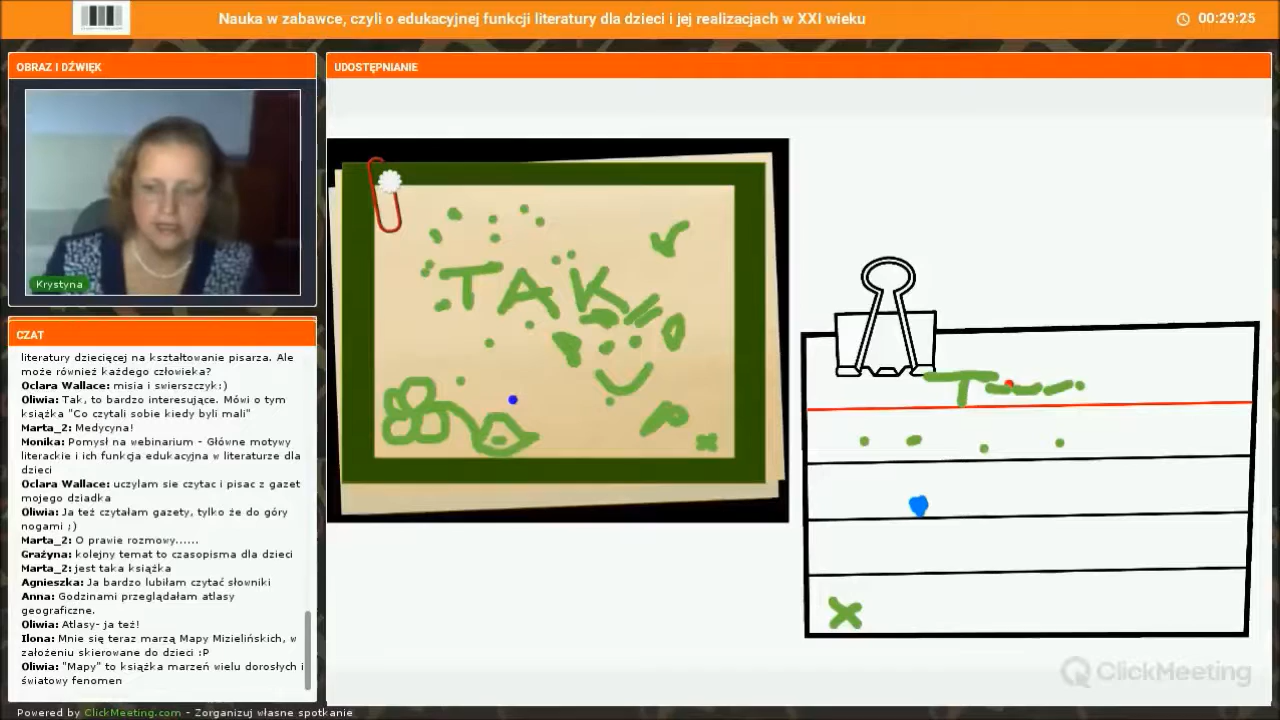 Nauka w zabawce, czyli o edukacyjnej funkcji literatury dla dzieci i jej realizacjach w XXI wieku
00:29:25
OBRAZ I DŹWIĘK
UDOSTĘPNIANIE
Krystyna
TAK
CZAT
literatury dziecięcej na kształtowanie pisarza. Ale
może również każdego człowieka?
Oclara Wallace: misia i swierszczyk:)
Oliwia: Tak, to bardzo interesujące. Mówi o tym
książka "Co czytali sobie kiedy byli mali"
Marta_2: Medycyna!
Monika: Pomysł na webinarium - Główne motywy
literackie i ich funkcja edukacyjna w literaturze dla
dzieci
Oclara Wallace: uczylam sie czytac i pisac z gazet
mojego dziadka
Oliwia: Ja też czytałam gazety, tylko że do góry
nogami ;)
Marta_2: O prawie rozmowy......
Grażyna: kolejny temat to czasopisma dla dzieci
Marta_2: jest taka książka
Agnieszka: Ja bardzo lubiłam czytać słowniki
Anna: Godzinami przeglądałam atlasy
geograficzne.
Oliwia: Atlasy- ja też!
Ilona: Mnie się teraz marzą Mapy Mizielińskich, w
założeniu skierowane do dzieci :P
Oliwia: "Mapy" to książka marzeń wielu dorosłych i
światowy fenomen
ClickMeeting
Powered by ClickMeeting.com - Zorganizuj własne spotkanie